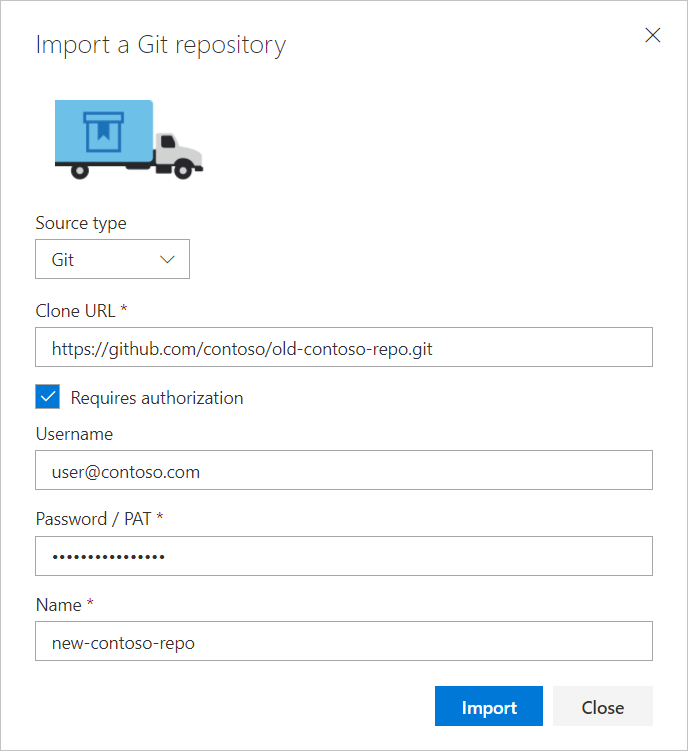 Import a Git repository
Source type
Git
Clone URL *
https://github.com/contoso/old-contoso-repo.git
Requires authorization
Username
user@contoso.com
Password / PAT *
••••••••••••••••
Name *
new-contoso-repo
Import Close